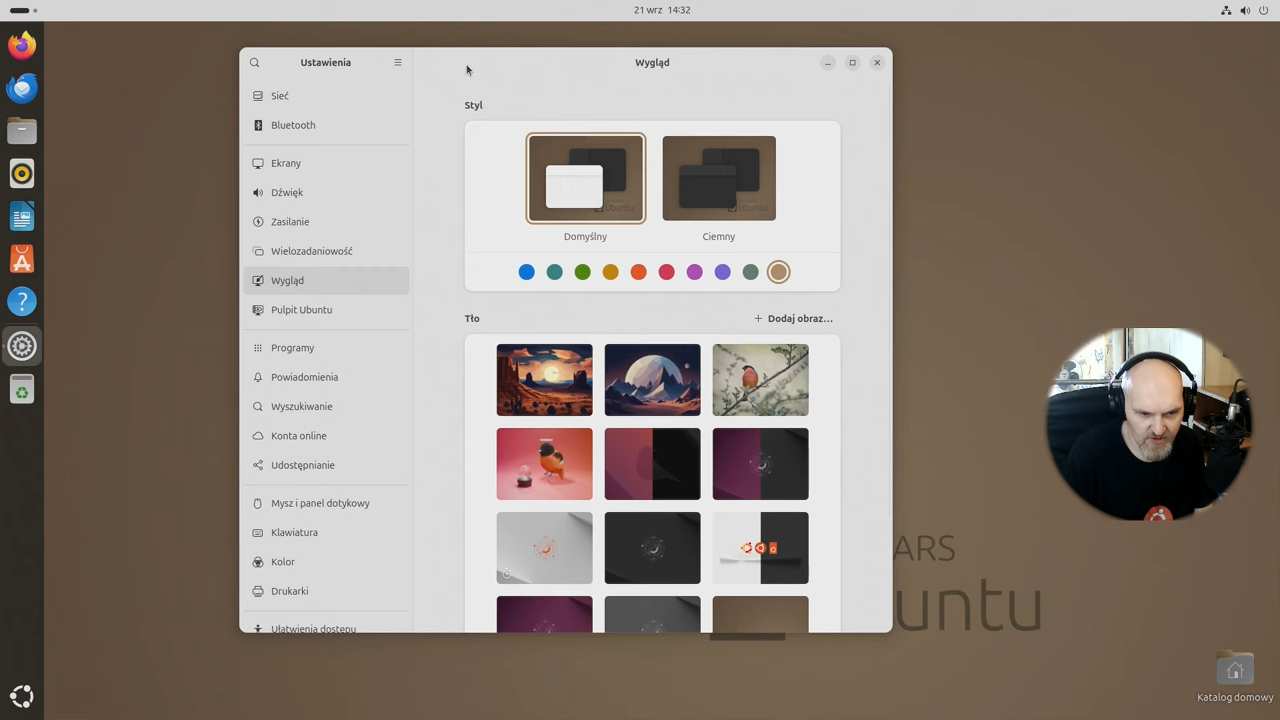 21 wrz 14:32
Ustawienia
Wygląd
Sieć
Bluetooth
Ekrany
Dźwięk
Zasilanie
Wielozadaniowość
Wygląd
Pulpit Ubuntu
Programy
Powiadomienia
Wyszukiwanie
Konta online
Udostępnianie
Mysz i panel dotykowy
Klawiatura
Kolor
Drukarki
Ułatwienia dostępu
Styl
Domyślny
Ciemny
Tło
+ Dodaj obraz…
ARS
buntu
Katalog domowy